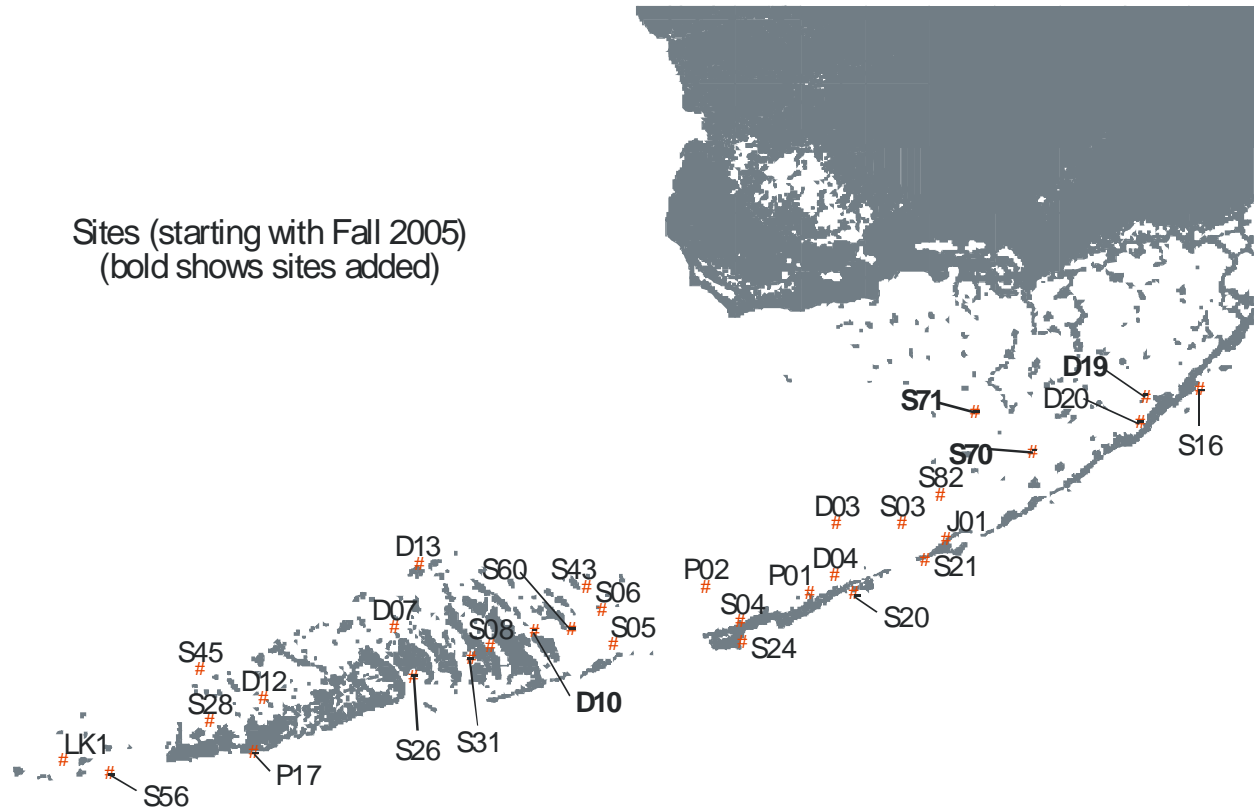 Sites (starting with Fall 2005)
(bold shows sites added)
D19
S71
D20
S70
S16
S82
D03
S03
J01
D13
S60
S43
P02
P01
D04
S21
S06
D07
S04
S20
S08
S05
S24
S45
D12
S28
D10
S26
S31
LK1
P17
S56